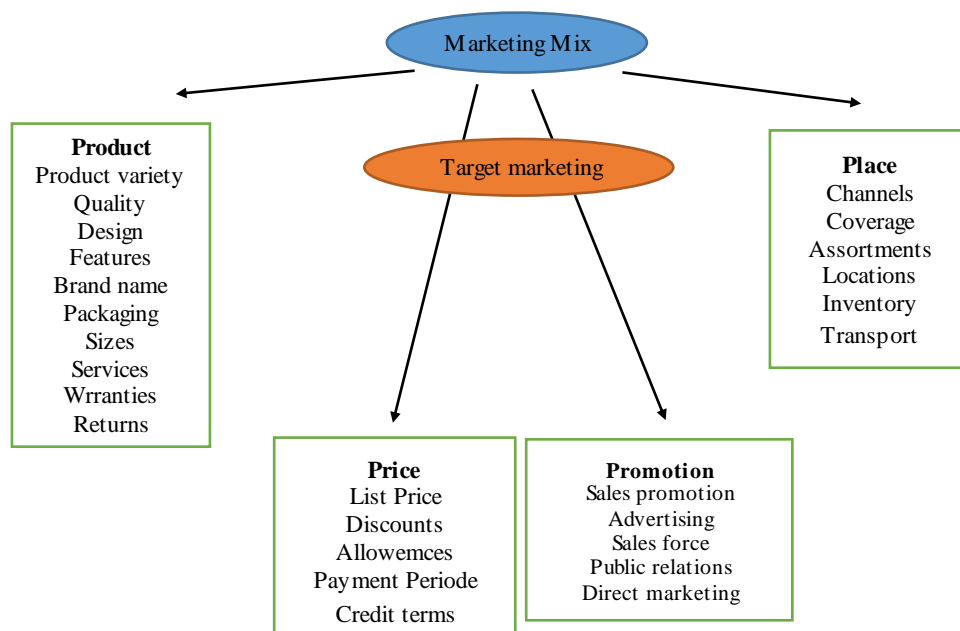 Marketing Mix
Target marketing
Product
Product variety
Quality
Design
Features
Brand name
Packaging
Sizes
Services
Wrranties
Returns
Price
List Price
Discounts
Allowemces
Payment Periode
Credit terms
Promotion
Sales promotion
Advertising
Sales force
Public relations
Direct marketing
Place
Channels
Coverage
Assortments
Locations
Inventory
Transport